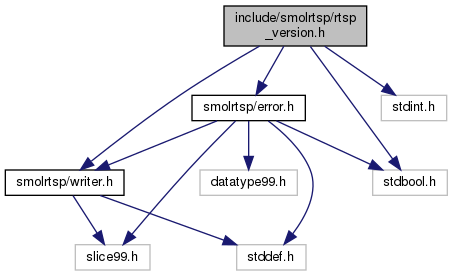 include/smolrtsp/rtsp
_version.h
smolrtsp/error.h
stdint.h
smolrtsp/writer.h
datatype99.h
stdbool.h
slice99.h
stddef.h